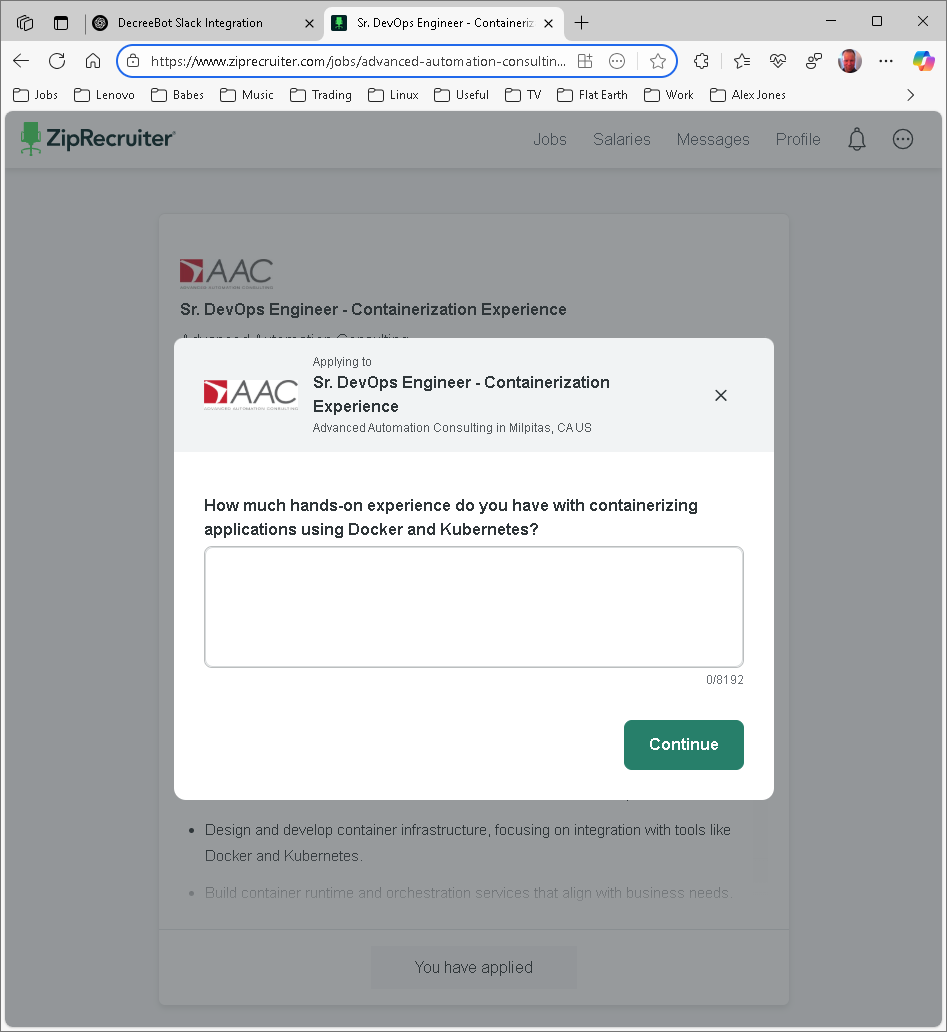 DecreeBot Slack Integration
Sr. DevOps Engineer - Containeriz
https://www.ziprecruiter.com/jobs/advanced-automation-consultin...
Jobs Lenovo Babes Music Trading Linux Useful TV Flat Earth Work Alex Jones
ZipRecruiter Jobs Salaries Messages Profile
AAC
ADVANCED AUTOMATION CONSULTING
Sr. DevOps Engineer - Containerization Experience
Advanced Automation Consulting
Applying to
AAC
ADVANCED AUTOMATION CONSULTING
Sr. DevOps Engineer - Containerization
Experience
Advanced Automation Consulting in Milpitas, CA US
How much hands-on experience do you have with containerizing
applications using Docker and Kubernetes?
0/8192
Continue
Design and develop container infrastructure, focusing on integration with tools like
Docker and Kubernetes.
Build container runtime and orchestration services that align with business needs.
You have applied